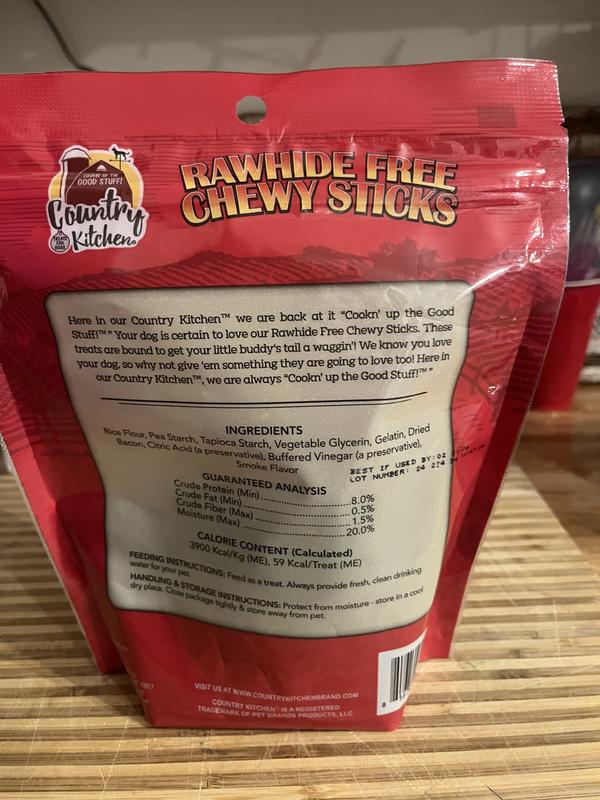 COOKIN' UP THE
GOOD STUFF!
Country
Kitchen®
TREATS
FOR
DOGS
RAWHIDE FREE
CHEWY STICKS
Here in our Country Kitchen™ we are back at it “Cookn' up the Good
Stuff!™” Your dog is certain to love our Rawhide Free Chewy Sticks. These
treats are bound to get your little buddy's tail a waggin'! We know you love
your dog, so why not give 'em something they are going to love too! Here in
our Country Kitchen™, we are always “Cookn' up the Good Stuff!™”
INGREDIENTS
Rice Flour, Pea Starch, Tapioca Starch, Vegetable Glycerin, Gelatin, Dried
Bacon, Citric Acid (a preservative), Buffered Vinegar (a preservative),
Smoke Flavor
BEST IF USED BY: 02
LOT NUMBER: 24 224
GUARANTEED ANALYSIS
Crude Protein (Min) 8.0%
Crude Fat (Min) 0.5%
Crude Fiber (Max) 1.5%
Moisture (Max) 20.0%
CALORIE CONTENT (Calculated)
3900 Kcal/Kg (ME), 59 Kcal/Treat (ME)
FEEDING INSTRUCTIONS: Feed as a treat. Always provide fresh, clean drinking
water for your pet.
HANDLING & STORAGE INSTRUCTIONS: Protect from moisture - store in a cool
dry place. Close package tightly & store away from pet.
VISIT US AT WWW.COUNTRYKITCHENBRAND.COM
COUNTRY KITCHEN® IS A REGISTERED
TRADEMARK OF PET BRANDS PRODUCTS, LLC.
8